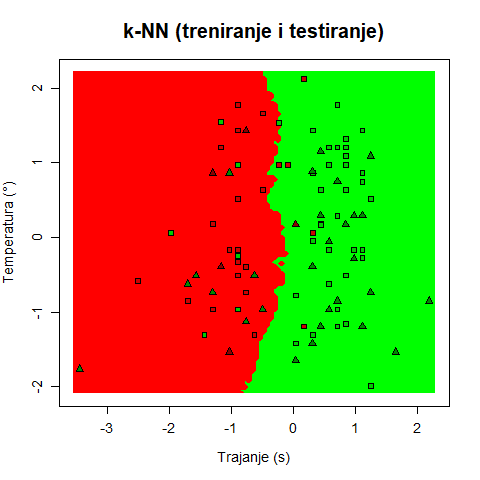 k-NN (treniranje i testiranje)
Temperatura (°)
2
1
0
-1
-2
-3 -2 -1 0 1 2
Trajanje (s)